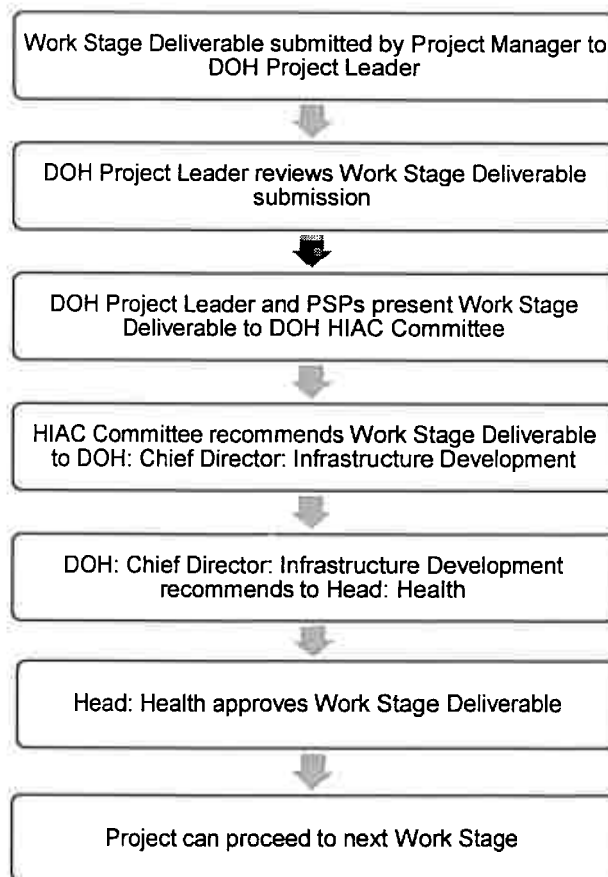 Work Stage Deliverable submitted by Project Manager to
DOH Project Leader
DOH Project Leader reviews Work Stage Deliverable
submission
DOH Project Leader and PSPs present Work Stage
Deliverable to DOH HIAC Committee
HIAC Committee recommends Work Stage Deliverable
to DOH: Chief Director: Infrastructure Development
DOH: Chief Director: Infrastructure Development
recommends to Head: Health
Head: Health approves Work Stage Deliverable
Project can proceed to next Work Stage